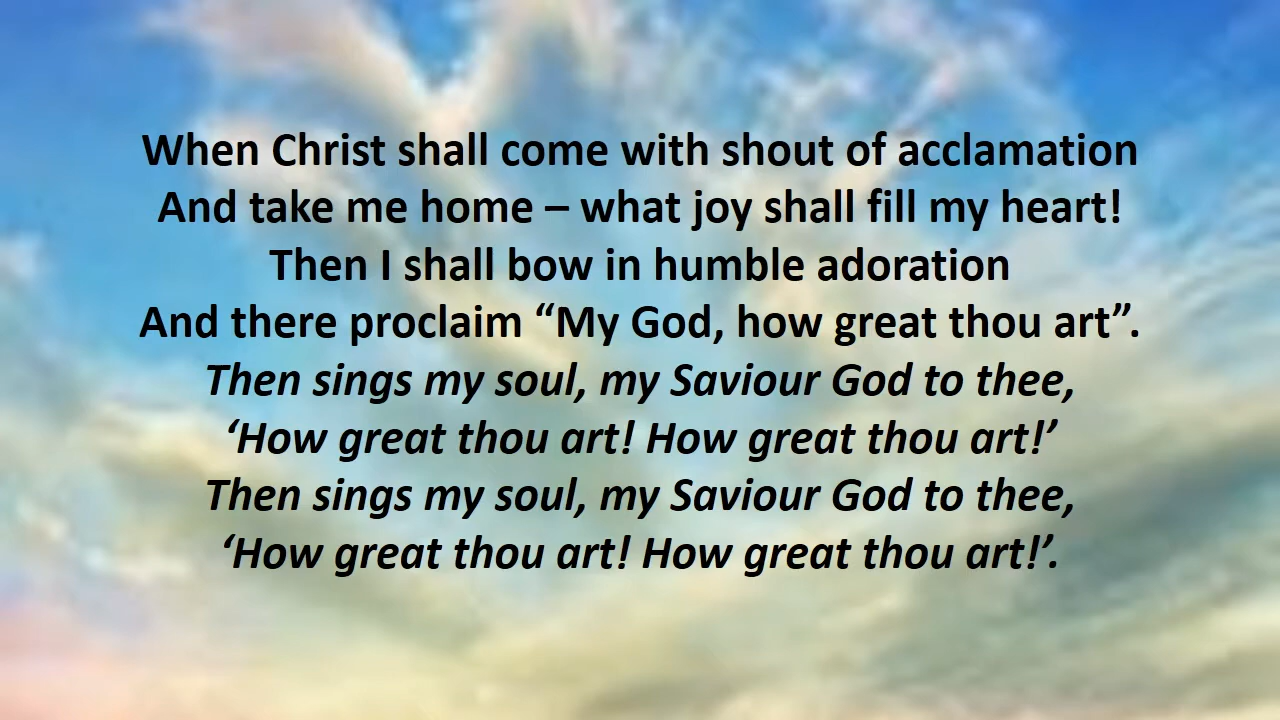 When Christ shall come with shout of acclamation
And take me home – what joy shall fill my heart!
Then I shall bow in humble adoration
And there proclaim “My God, how great thou art”.
Then sings my soul, my Saviour God to thee,
‘How great thou art! How great thou art!’
Then sings my soul, my Saviour God to thee,
‘How great thou art! How great thou art!’.